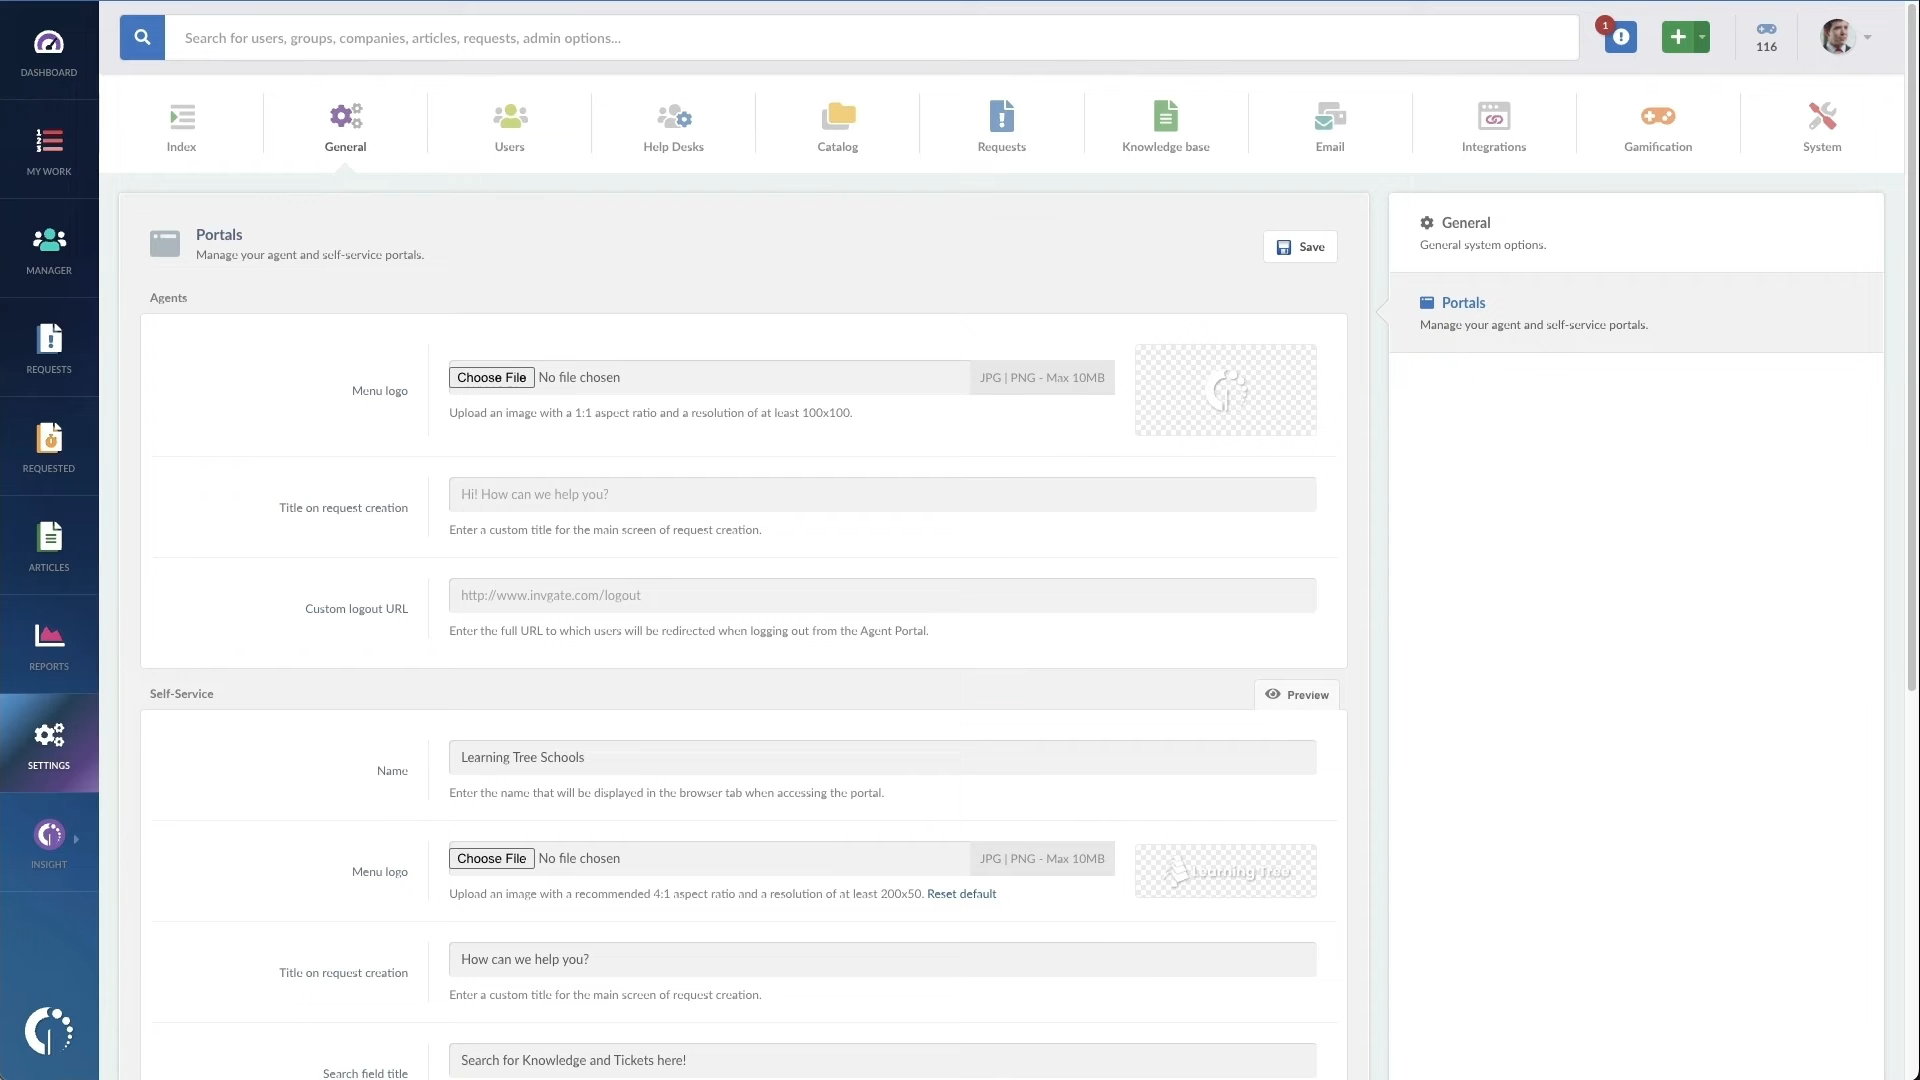 Search for users, groups, companies, articles, requests, admin options...
1
116
DASHBOARD
MY WORK
MANAGER
REQUESTS
REQUESTED
ARTICLES
REPORTS
SETTINGS
INSIGHT
Index
General
Users
Help Desks
Catalog
Requests
Knowledge base
Email
Integrations
Gamification
System
Portals
Manage your agent and self-service portals.
Save
Agents
Menu logo
Choose File No file chosen
JPG | PNG - Max 10MB
Upload an image with a 1:1 aspect ratio and a resolution of at least 100x100.
Title on request creation
Hi! How can we help you?
Enter a custom title for the main screen of request creation.
Custom logout URL
http://www.invgate.com/logout
Enter the full URL to which users will be redirected when logging out from the Agent Portal.
Self-Service
Preview
Name
Learning Tree Schools
Enter the name that will be displayed in the browser tab when accessing the portal.
Menu logo
Choose File No file chosen
JPG | PNG - Max 10MB
Learning Tree
Upload an image with a recommended 4:1 aspect ratio and a resolution of at least 200x50. Reset default
Title on request creation
How can we help you?
Enter a custom title for the main screen of request creation.
Search field title
Search for Knowledge and Tickets here!
General
General system options.
Portals
Manage your agent and self-service portals.